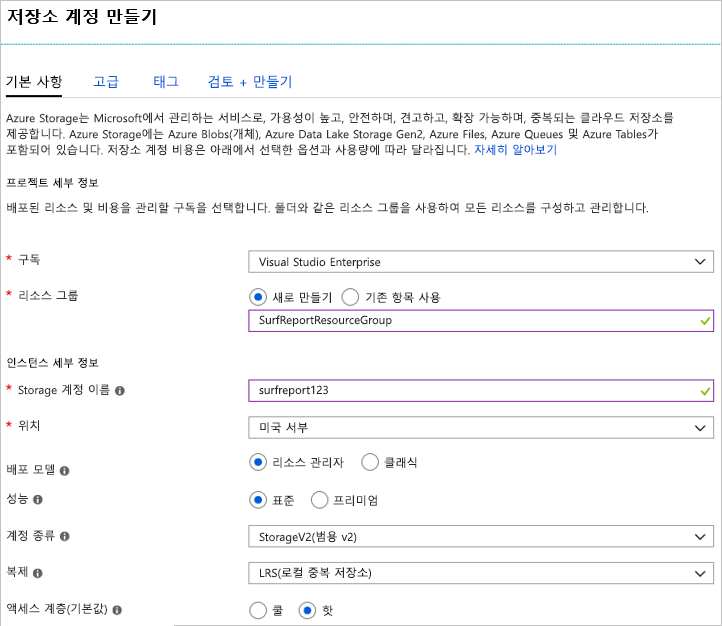 저장소 계정 만들기
기본 사항 고급 태그 검토 + 만들기
Azure Storage는 Microsoft에서 관리하는 서비스로, 가용성이 높고, 안전하며, 견고하고, 확장 가능하며, 중복되는 클라우드 저장소를
제공합니다. Azure Storage에는 Azure Blobs(개체), Azure Data Lake Storage Gen2, Azure Files, Azure Queues 및 Azure Tables가
포함되어 있습니다. 저장소 계정 비용은 아래에서 선택한 옵션과 사용량에 따라 달라집니다. 자세히 알아보기
프로젝트 세부 정보
배포된 리소스 및 비용을 관리할 구독을 선택합니다. 폴더와 같은 리소스 그룹을 사용하여 모든 리소스를 구성하고 관리합니다.
* 구독 Visual Studio Enterprise
* 리소스 그룹 새로 만들기 기존 항목 사용
SurfReportResourceGroup
인스턴스 세부 정보
* Storage 계정 이름 surfreport123
* 위치 미국 서부
배포 모델 리소스 관리자 클래식
성능 표준 프리미엄
계정 종류 StorageV2(범용 v2)
복제 LRS(로컬 중복 저장소)
액세스 계층(기본값) 쿨 핫